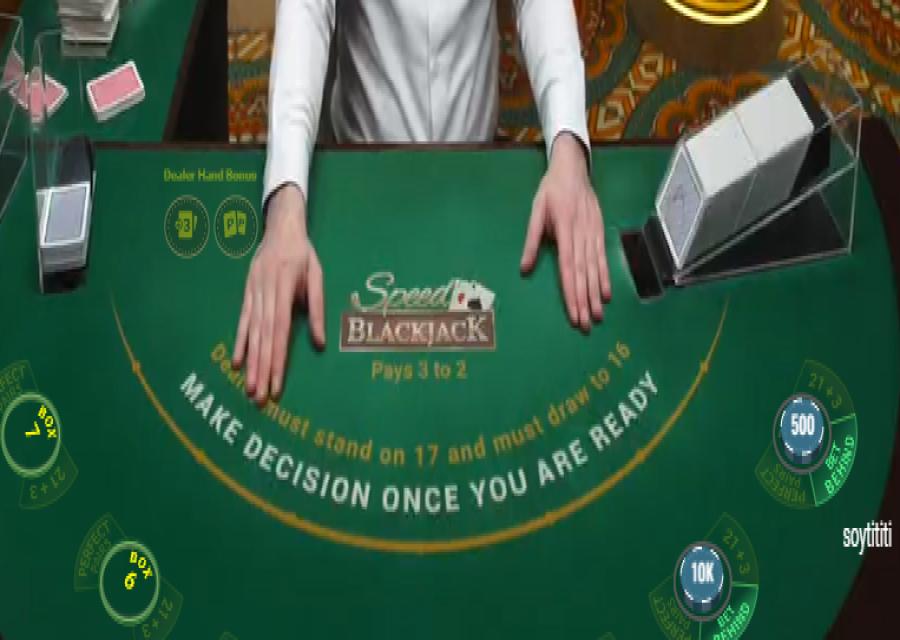 Dealer Hand Bonus
Speed
BLACKJACK
Pays 3 to 2
Dealer must stand on 17 and must draw to 16
MAKE DECISION ONCE YOU ARE READY
PERFECT
PAIRS
BOX
7
21+3
PERFECT
PAIRS
BOX
6
21+3
21+3
500
BET
BEHIND
PERFECT
PAIRS
soytititi
21+3
10K
BET
BEHIND
PERFECT